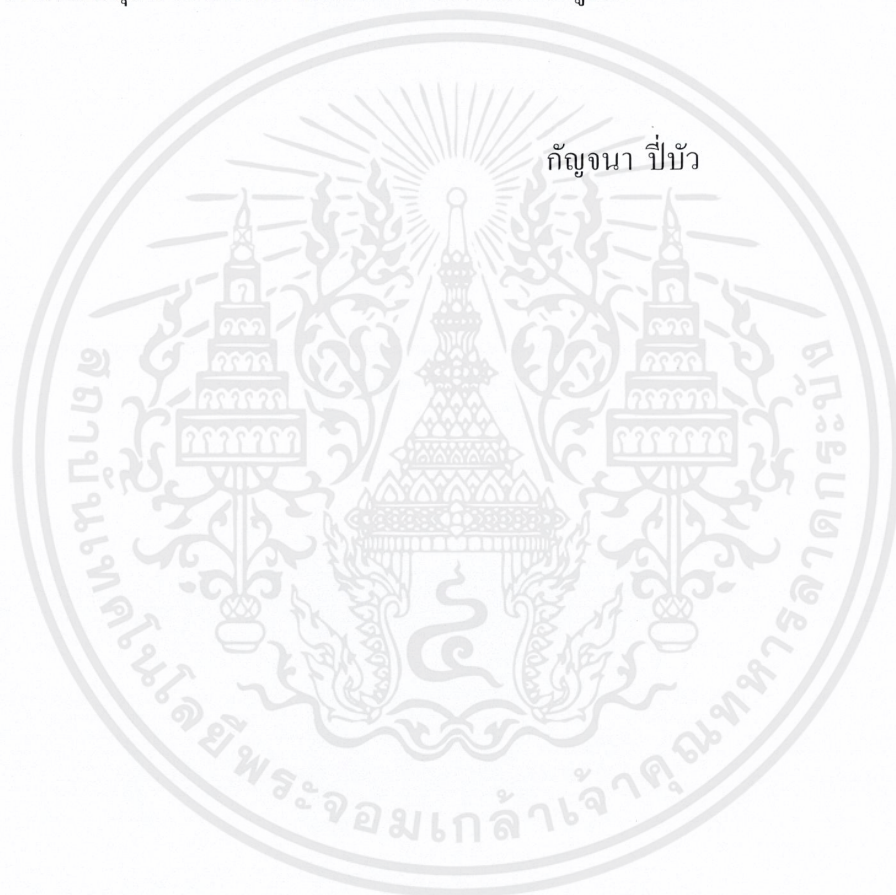 กัญจนา ปี่บัว
สถาบันเทคโนโลยีพระจอมเกล้าเจ้าคุณทหารลาดกระบัง
๔